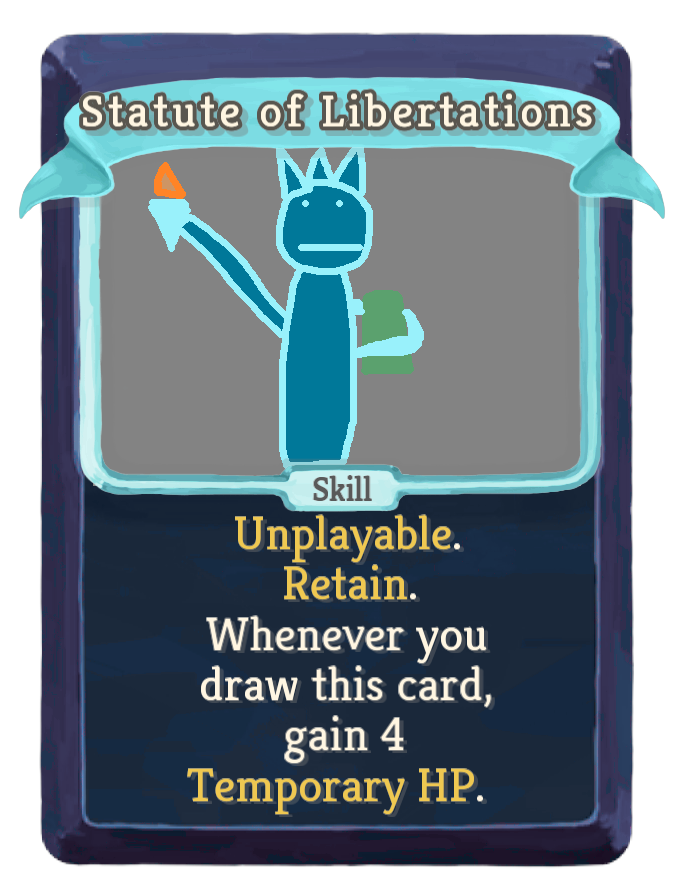 Statute of Libertations
Skill
Unplayable.
Retain.
Whenever you
draw this card,
gain 4
Temporary HP.